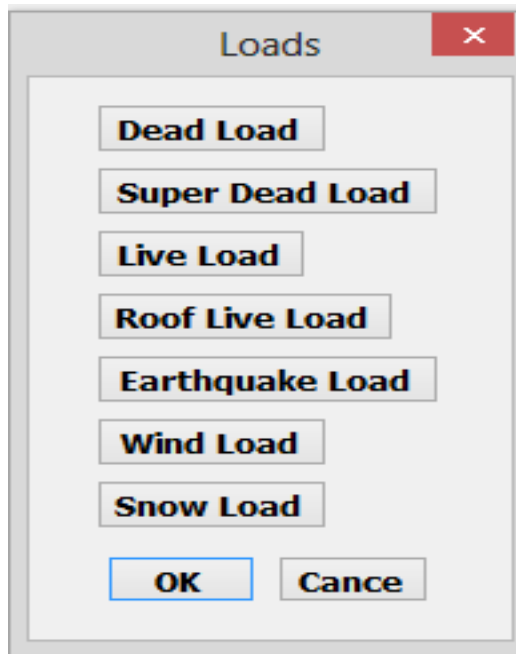 Loads
Dead Load
Super Dead Load
Live Load
Roof Live Load
Earthquake Load
Wind Load
Snow Load
OK Cance